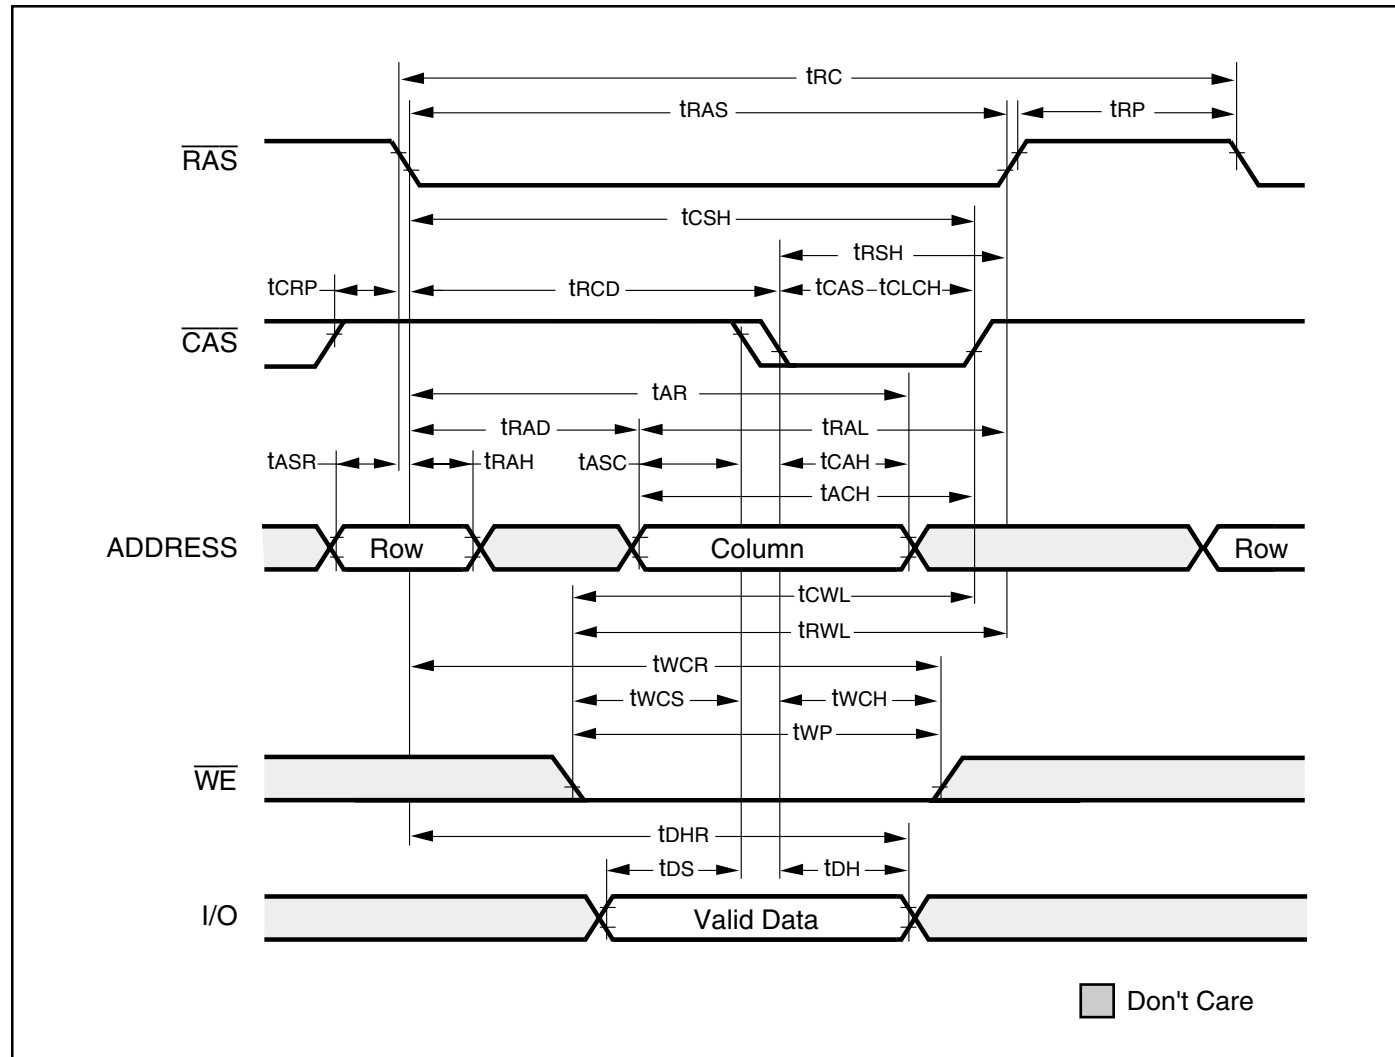 tRC
tRAS
tRP
RAS
tCSH
tRSH
tCRP
tRCD
tCAS tCLCH
CAS
tAR
tRAD
tRAL
tASR
tRAH
tASC
tCAH
tACH
ADDRESS
Row
Column
Row
tCWL
tRWL
tWCR
tWCS
tWCH
tWP
WE
tDHR
tDS
tDH
I/O
Valid Data
Don't Care